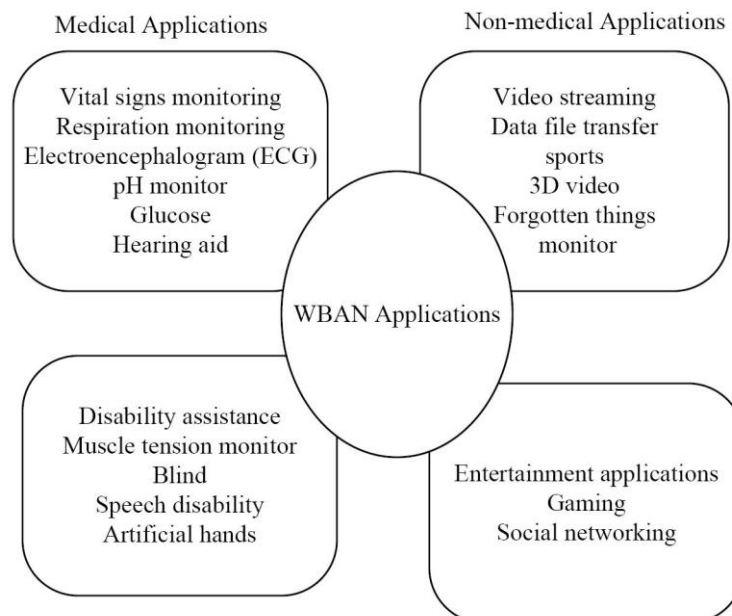 Medical Applications
Vital signs monitoring
Respiration monitoring
Electroencephalogram (ECG)
pH monitor
Glucose
Hearing aid
Non-medical Applications
Video streaming
Data file transfer
sports
3D video
Forgotten things
monitor
WBAN Applications
Disability assistance
Muscle tension monitor
Blind
Speech disability
Artificial hands
Entertainment applications
Gaming
Social networking